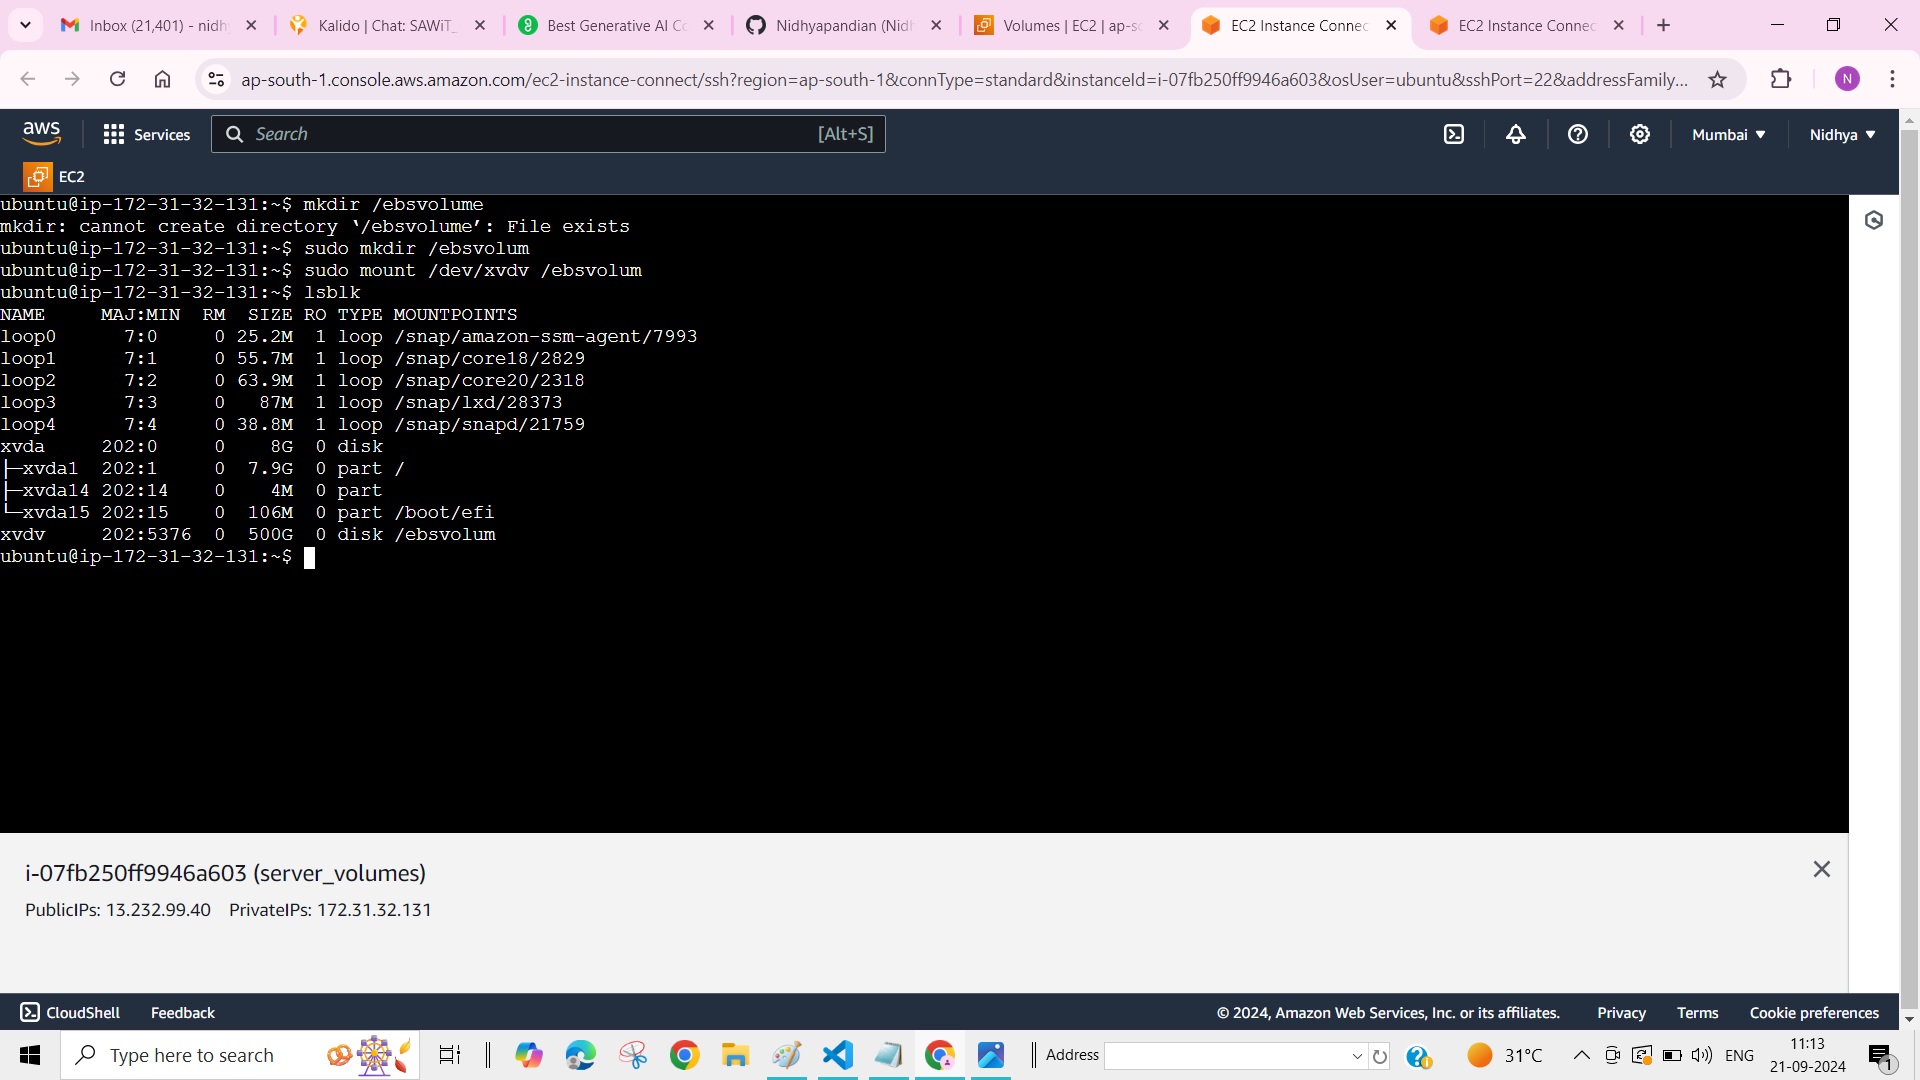 Inbox (21,401) - nidhy
Kalido | Chat: SAWiT_
Best Generative AI Co
Nidhyapandian (Nidh
Volumes | EC2 | ap-so
EC2 Instance Connec
EC2 Instance Connec
ap-south-1.console.aws.amazon.com/ec2-instance-connect/ssh?region=ap-south-1&connType=standard&instanceId=i-07fb250ff9946a603&osUser=ubuntu&sshPort=22&addressFamily...
N
aws
Services
Search
[Alt+S]
Mumbai
Nidhya
EC2
ubuntu@ip-172-31-32-131:~$ mkdir /ebsvolume
mkdir: cannot create directory ‘/ebsvolume’: File exists
ubuntu@ip-172-31-32-131:~$ sudo mkdir /ebsvolum
ubuntu@ip-172-31-32-131:~$ sudo mount /dev/xvdv /ebsvolum
ubuntu@ip-172-31-32-131:~$ lsblk
NAME     MAJ:MIN  RM  SIZE RO TYPE MOUNTPOINTS
loop0      7:0     0 25.2M  1 loop /snap/amazon-ssm-agent/7993
loop1      7:1     0 55.7M  1 loop /snap/core18/2829
loop2      7:2     0 63.9M  1 loop /snap/core20/2318
loop3      7:3     0   87M  1 loop /snap/lxd/28373
loop4      7:4     0 38.8M  1 loop /snap/snapd/21759
xvda     202:0     0    8G  0 disk
├─xvda1  202:1     0  7.9G  0 part /
├─xvda14 202:14    0    4M  0 part
└─xvda15 202:15    0  106M  0 part /boot/efi
xvdv     202:5376  0  500G  0 disk /ebsvolum
ubuntu@ip-172-31-32-131:~$
i-07fb250ff9946a603 (server_volumes)
PublicIPs: 13.232.99.40   PrivateIPs: 172.31.32.131
CloudShell
Feedback
© 2024, Amazon Web Services, Inc. or its affiliates.
Privacy
Terms
Cookie preferences
Type here to search
Address
31°C
ENG
11:13
21-09-2024
1